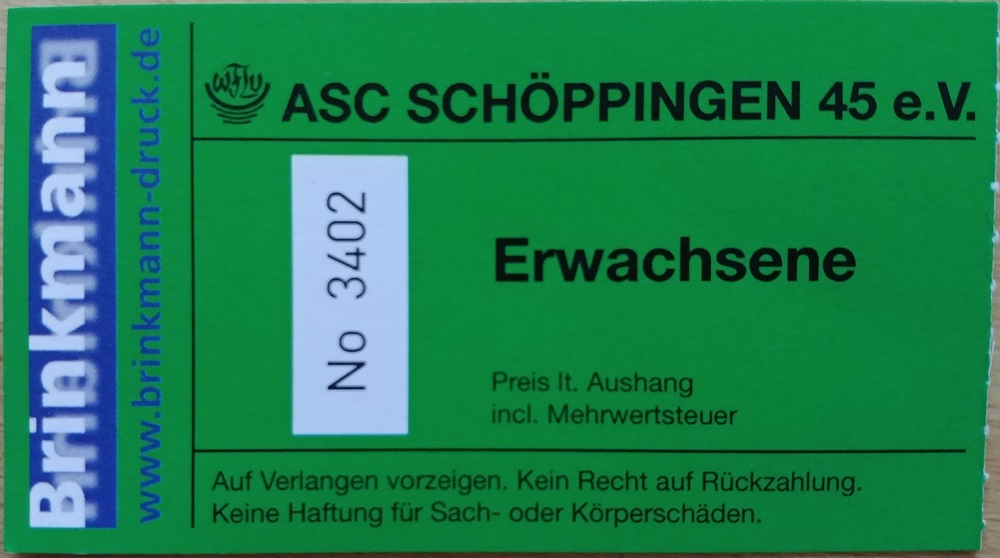 Brinkmann
www.brinkmann-druck.de
WFLV
ASC SCHÖPPINGEN 45 e.V.
No 3402
Erwachsene
Preis lt. Aushang
incl. Mehrwertsteuer
Auf Verlangen vorzeigen. Kein Recht auf Rückzahlung.
Keine Haftung für Sach- oder Körperschäden.